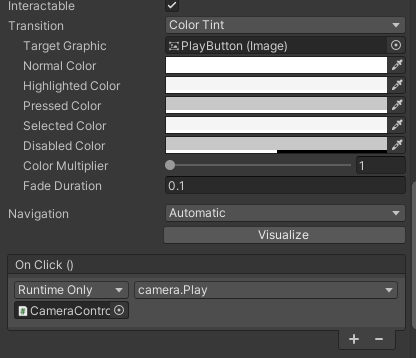 Interactable
Transition Color Tint
Target Graphic PlayButton (Image)
Normal Color
Highlighted Color
Pressed Color
Selected Color
Disabled Color
Color Multiplier 1
Fade Duration 0.1
Navigation Automatic
Visualize
On Click ()
Runtime Only camera.Play
CameraContro
+ −